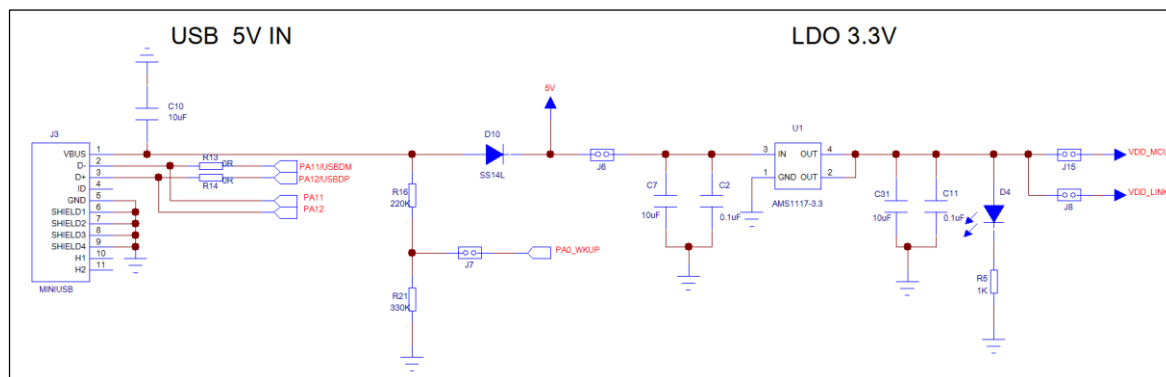 USB 5V IN
LDO 3.3V
C10
10uF
J3
VBUS
D-
D+
ID
GND
SHIELD1
SHIELD2
SHIELD3
SHIELD4
H1
H2
1
2
3
4
5
6
7
8
9
10
11
MINIUSB
R13
0R
R14
0R
PA11/USBDM
PA12/USBDP
PA11
PA12
R16
220K
R21
330K
J7
PA0_WKUP
D10
SS14L
5V
J6
C7
10uF
C2
0.1uF
U1
3
IN
OUT
4
1
GND
OUT
2
AMS1117-3.3
C31
10uF
C11
0.1uF
D4
R5
1K
J15
VDD_MCU
J8
VDD_LINK